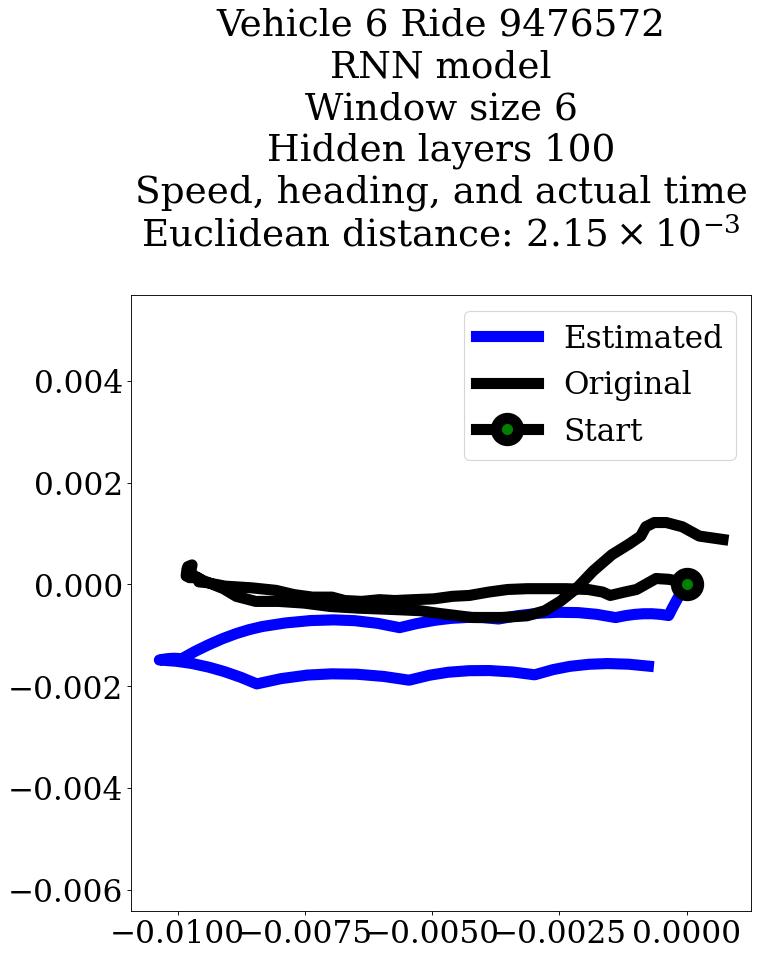 Vehicle 6 Ride 9476572
RNN model
Window size 6
Hidden layers 100
Speed, heading, and actual time
Euclidean distance: 2.15 × 10⁻³
Estimated
Original
Start
0.004
0.002
0.000
−0.002
−0.004
−0.006
−0.0100
−0.0075
−0.0050
−0.0025
0.0000